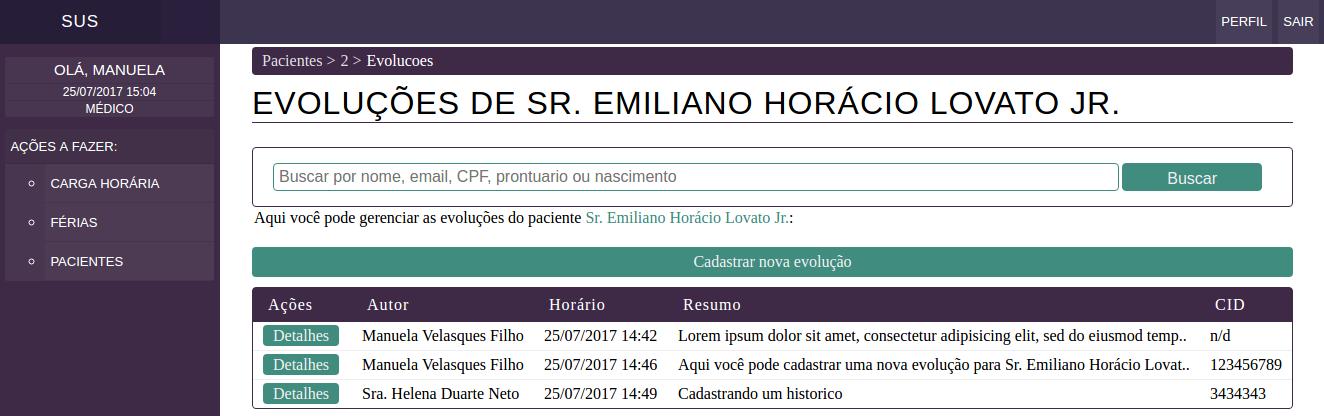 SUS
PERFIL SAIR
OLÁ, MANUELA
25/07/2017 15:04
MÉDICO
AÇÕES A FAZER:
CARGA HORÁRIA
FÉRIAS
PACIENTES
Pacientes > 2 > Evolucoes
EVOLUÇÕES DE SR. EMILIANO HORÁCIO LOVATO JR.
Buscar por nome, email, CPF, prontuario ou nascimento Buscar
Aqui você pode gerenciar as evoluções do paciente Sr. Emiliano Horácio Lovato Jr.:
Cadastrar nova evolução
Ações Autor Horário Resumo CID
Detalhes Manuela Velasques Filho 25/07/2017 14:42 Lorem ipsum dolor sit amet, consectetur adipisicing elit, sed do eiusmod temp.. n/d
Detalhes Manuela Velasques Filho 25/07/2017 14:46 Aqui você pode cadastrar uma nova evolução para Sr. Emiliano Horácio Lovat.. 123456789
Detalhes Sra. Helena Duarte Neto 25/07/2017 14:49 Cadastrando um historico 3434343